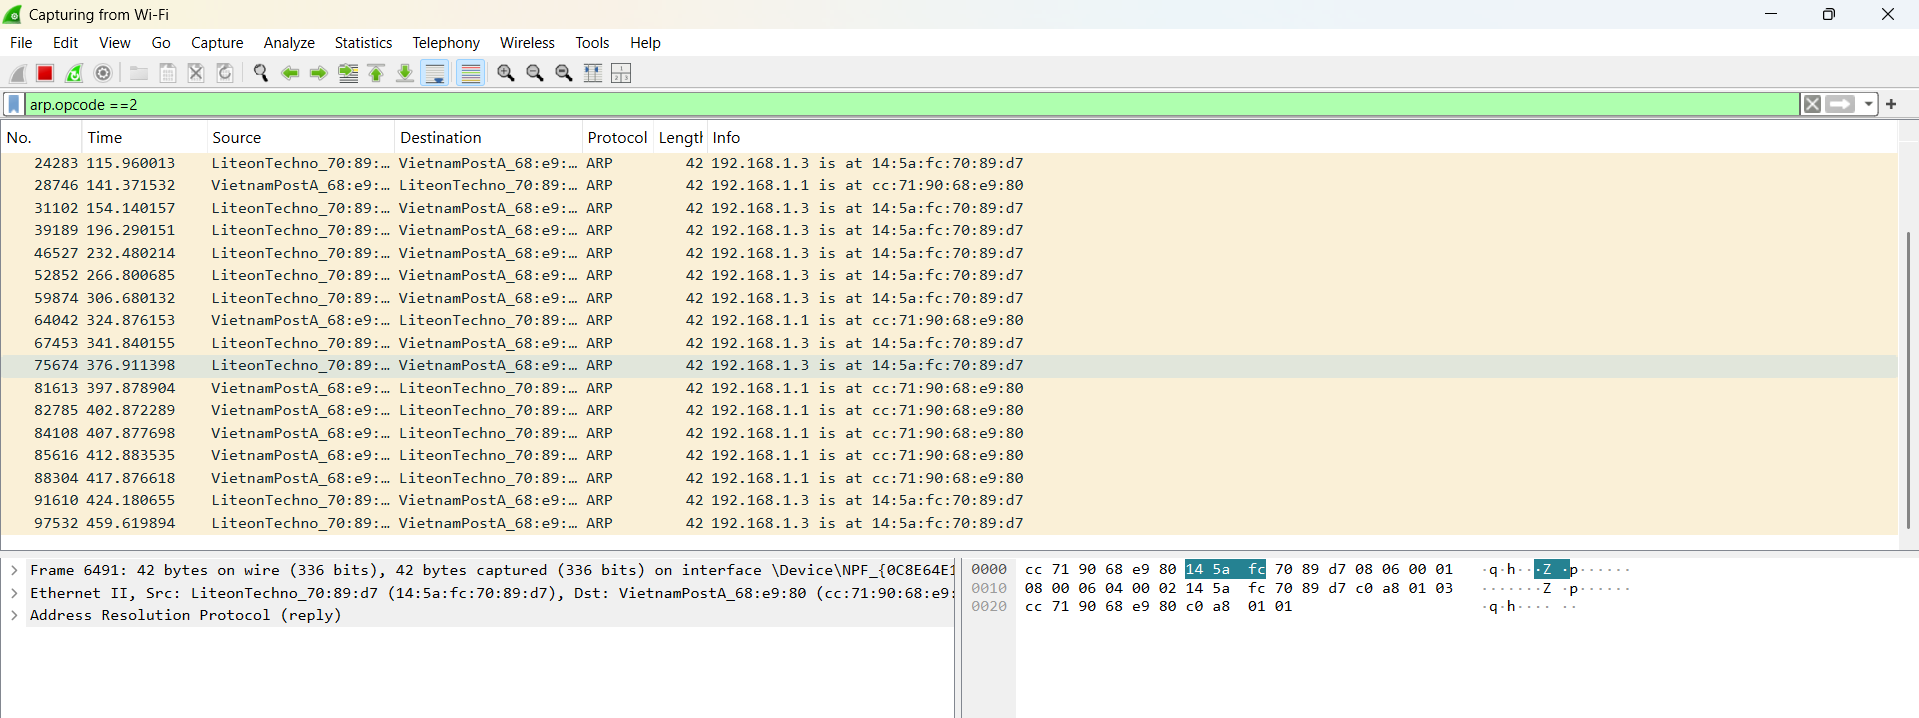 Capturing from Wi-Fi
File Edit View Go Capture Analyze Statistics Telephony Wireless Tools Help
arp.opcode ==2
No. Time Source Destination Protocol Length Info
24283 115.960013 LiteonTechno_70:89:… VietnamPostA_68:e9:… ARP 42 192.168.1.3 is at 14:5a:fc:70:89:d7
28746 141.371532 VietnamPostA_68:e9:… LiteonTechno_70:89:… ARP 42 192.168.1.1 is at cc:71:90:68:e9:80
31102 154.140157 LiteonTechno_70:89:… VietnamPostA_68:e9:… ARP 42 192.168.1.3 is at 14:5a:fc:70:89:d7
39189 196.290151 LiteonTechno_70:89:… VietnamPostA_68:e9:… ARP 42 192.168.1.3 is at 14:5a:fc:70:89:d7
46527 232.480214 LiteonTechno_70:89:… VietnamPostA_68:e9:… ARP 42 192.168.1.3 is at 14:5a:fc:70:89:d7
52852 266.800685 LiteonTechno_70:89:… VietnamPostA_68:e9:… ARP 42 192.168.1.3 is at 14:5a:fc:70:89:d7
59874 306.680132 LiteonTechno_70:89:… VietnamPostA_68:e9:… ARP 42 192.168.1.3 is at 14:5a:fc:70:89:d7
64042 324.876153 VietnamPostA_68:e9:… LiteonTechno_70:89:… ARP 42 192.168.1.1 is at cc:71:90:68:e9:80
67453 341.840155 LiteonTechno_70:89:… VietnamPostA_68:e9:… ARP 42 192.168.1.3 is at 14:5a:fc:70:89:d7
75674 376.911398 LiteonTechno_70:89:… VietnamPostA_68:e9:… ARP 42 192.168.1.3 is at 14:5a:fc:70:89:d7
81613 397.878904 VietnamPostA_68:e9:… LiteonTechno_70:89:… ARP 42 192.168.1.1 is at cc:71:90:68:e9:80
82785 402.872289 VietnamPostA_68:e9:… LiteonTechno_70:89:… ARP 42 192.168.1.1 is at cc:71:90:68:e9:80
84108 407.877698 VietnamPostA_68:e9:… LiteonTechno_70:89:… ARP 42 192.168.1.1 is at cc:71:90:68:e9:80
85616 412.883535 VietnamPostA_68:e9:… LiteonTechno_70:89:… ARP 42 192.168.1.1 is at cc:71:90:68:e9:80
88304 417.876618 VietnamPostA_68:e9:… LiteonTechno_70:89:… ARP 42 192.168.1.1 is at cc:71:90:68:e9:80
91610 424.180655 LiteonTechno_70:89:… VietnamPostA_68:e9:… ARP 42 192.168.1.3 is at 14:5a:fc:70:89:d7
97532 459.619894 LiteonTechno_70:89:… VietnamPostA_68:e9:… ARP 42 192.168.1.3 is at 14:5a:fc:70:89:d7
Frame 6491: 42 bytes on wire (336 bits), 42 bytes captured (336 bits) on interface \Device\NPF_{0C8E64E1
Ethernet II, Src: LiteonTechno_70:89:d7 (14:5a:fc:70:89:d7), Dst: VietnamPostA_68:e9:80 (cc:71:90:68:e9:
Address Resolution Protocol (reply)
0000 cc 71 90 68 e9 80 14 5a fc 70 89 d7 08 06 00 01 ·q·h···Z ·p······
0010 08 00 06 04 00 02 14 5a fc 70 89 d7 c0 a8 01 03 ·······Z ·p······
0020 cc 71 90 68 e9 80 c0 a8 01 01 ·q·h···· ··